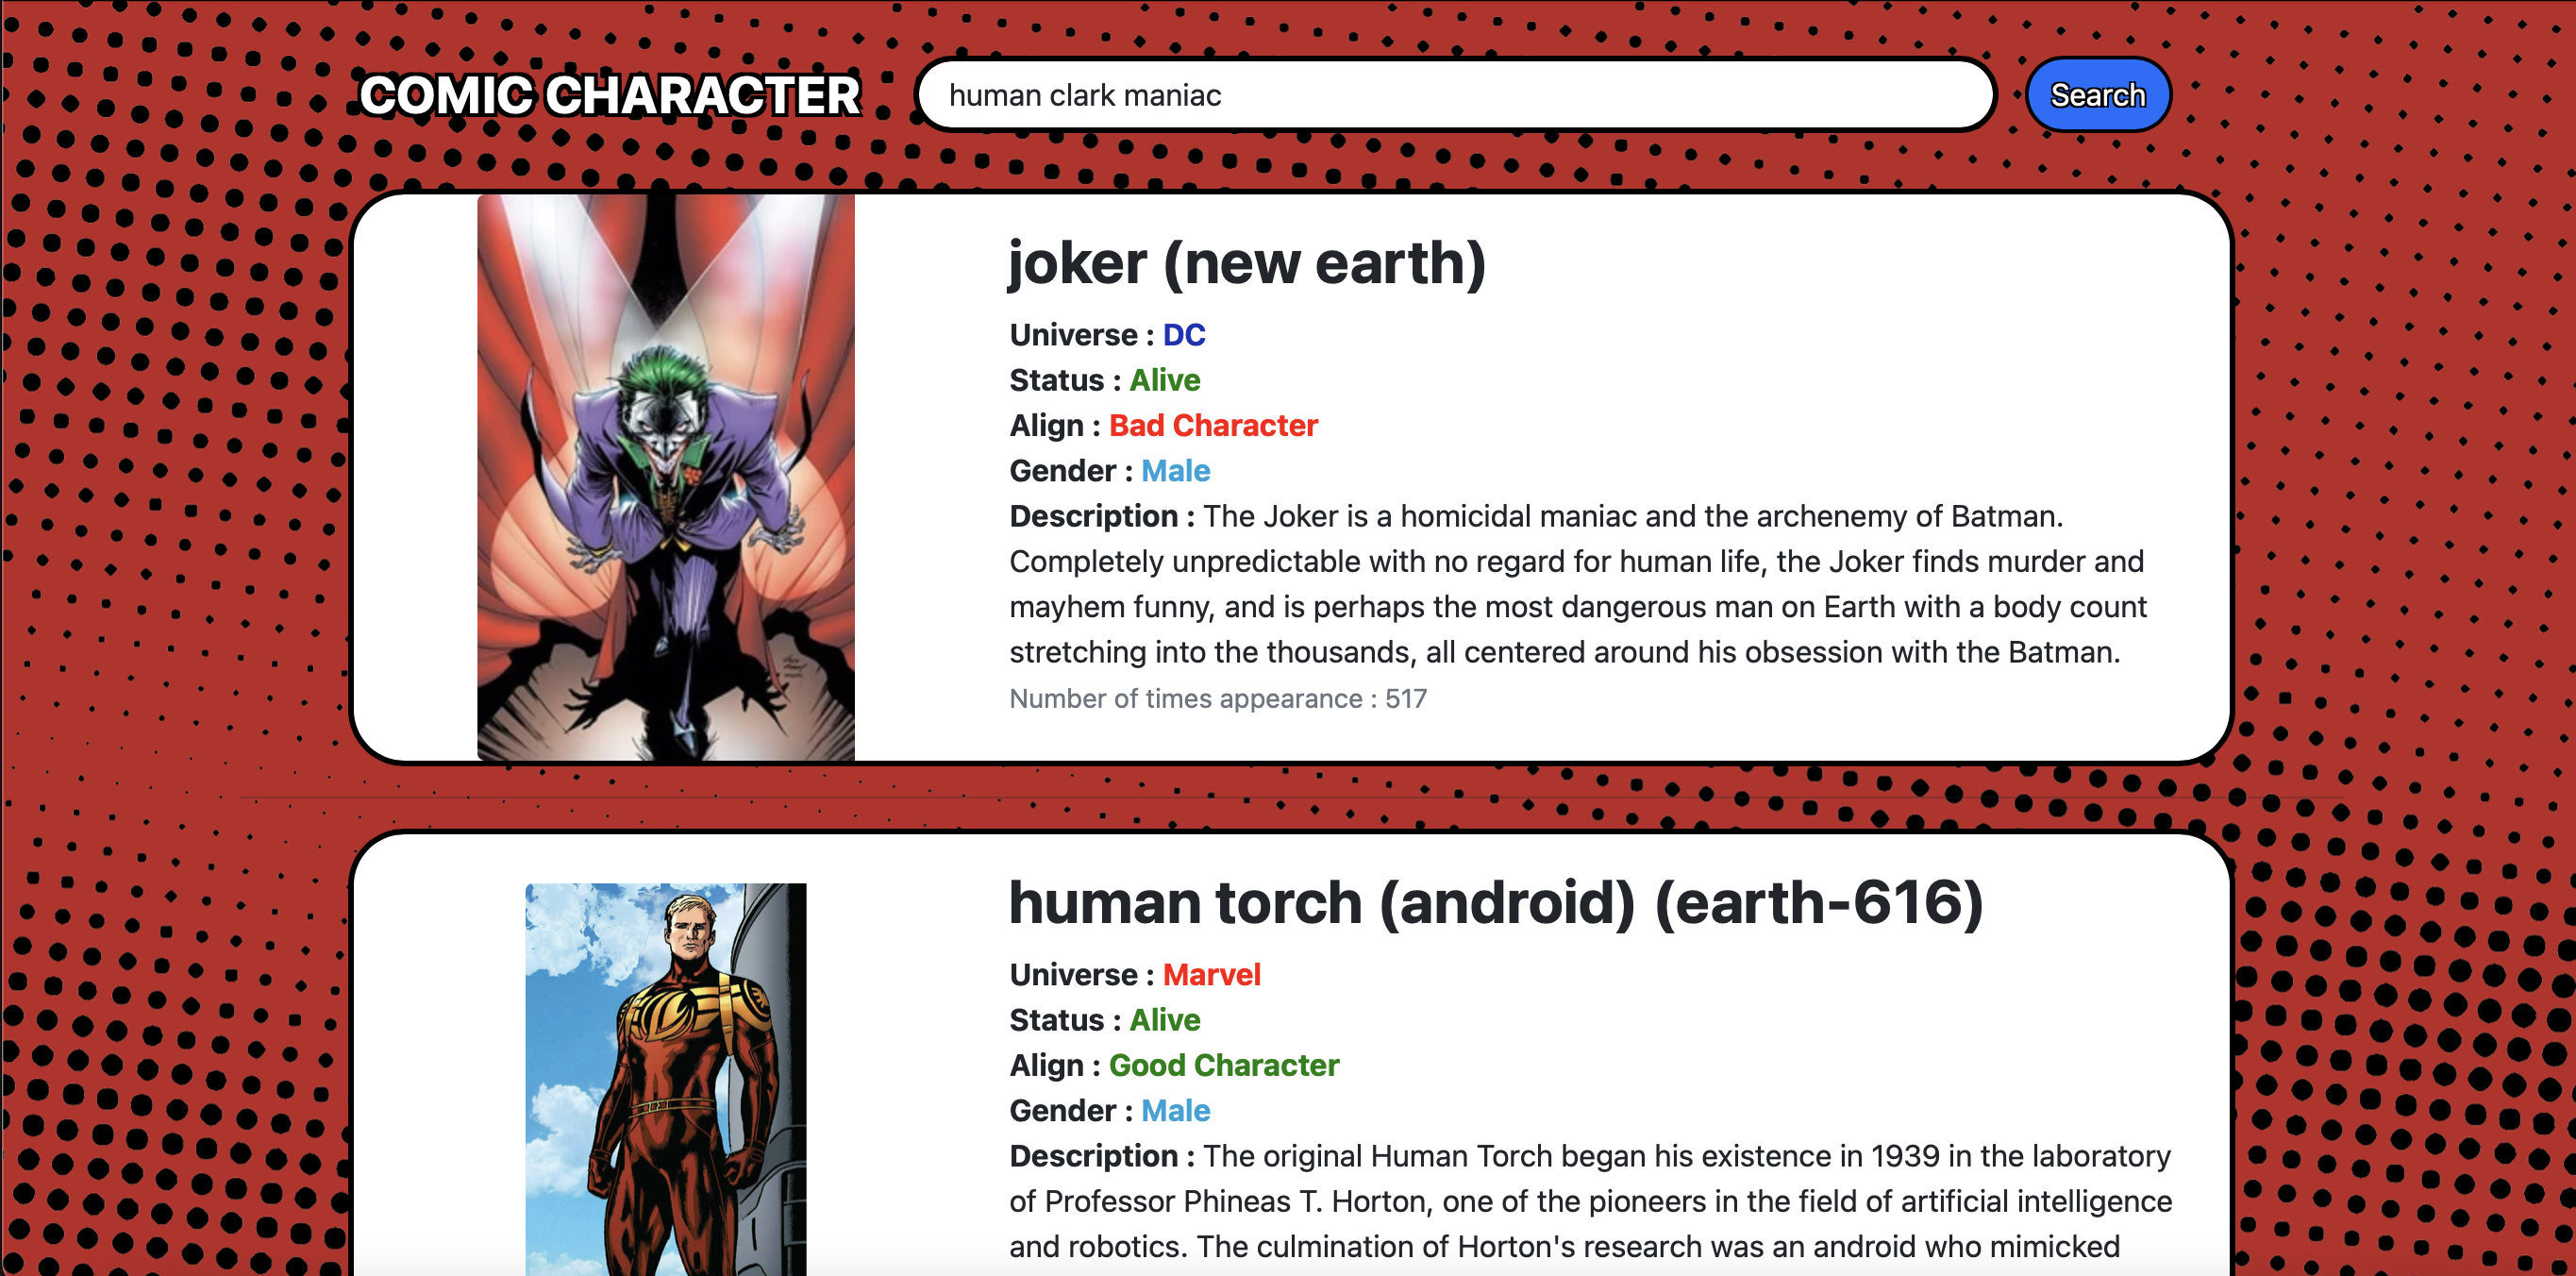 COMIC CHARACTER
human clark maniac
Search
joker (new earth)
Universe : DC
Status : Alive
Align : Bad Character
Gender : Male
Description : The Joker is a homicidal maniac and the archenemy of Batman.
Completely unpredictable with no regard for human life, the Joker finds murder and
mayhem funny, and is perhaps the most dangerous man on Earth with a body count
stretching into the thousands, all centered around his obsession with the Batman.
Number of times appearance : 517
human torch (android) (earth-616)
Universe : Marvel
Status : Alive
Align : Good Character
Gender : Male
Description : The original Human Torch began his existence in 1939 in the laboratory
of Professor Phineas T. Horton, one of the pioneers in the field of artificial intelligence
and robotics. The culmination of Horton's research was an android who mimicked